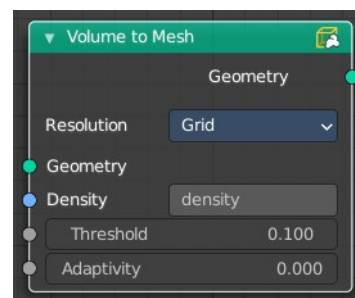 Volume to Mesh
Geometry
Resolution Grid
Geometry
Density density
Threshold 0.100
Adaptivity 0.000